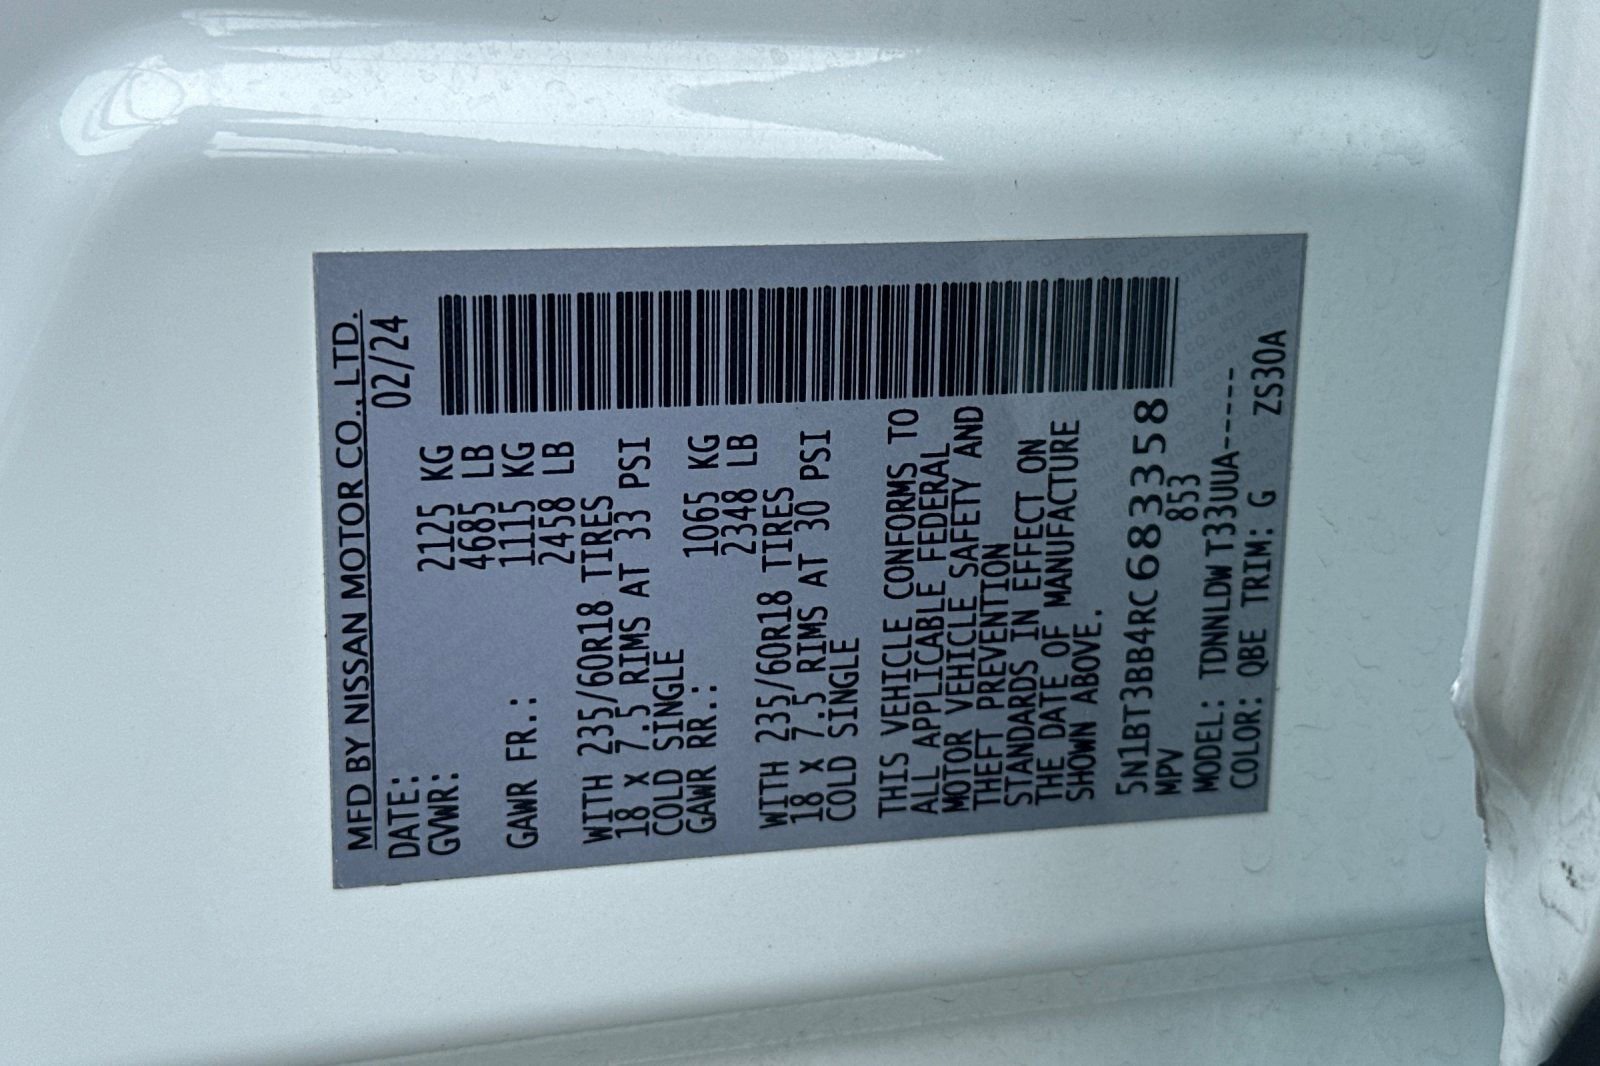 MFD BY NISSAN MOTOR CO., LTD.
DATE: 02/24
GVWR: 2125 KG
4685 LB
GAWR FR.: 1115 KG
2458 LB
WITH 235/60R18 TIRES
18 X 7.5 RIMS AT 33 PSI
COLD SINGLE
GAWR RR.: 1065 KG
2348 LB
WITH 235/60R18 TIRES
18 X 7.5 RIMS AT 30 PSI
COLD SINGLE
THIS VEHICLE CONFORMS TO
ALL APPLICABLE FEDERAL
MOTOR VEHICLE SAFETY AND
THEFT PREVENTION
STANDARDS IN EFFECT ON
THE DATE OF MANUFACTURE
SHOWN ABOVE.
5N1BT3BB4RC683358
MPV 853
MODEL: TDNNLDW T33UUA-----
COLOR: QBE TRIM: G ZS30A